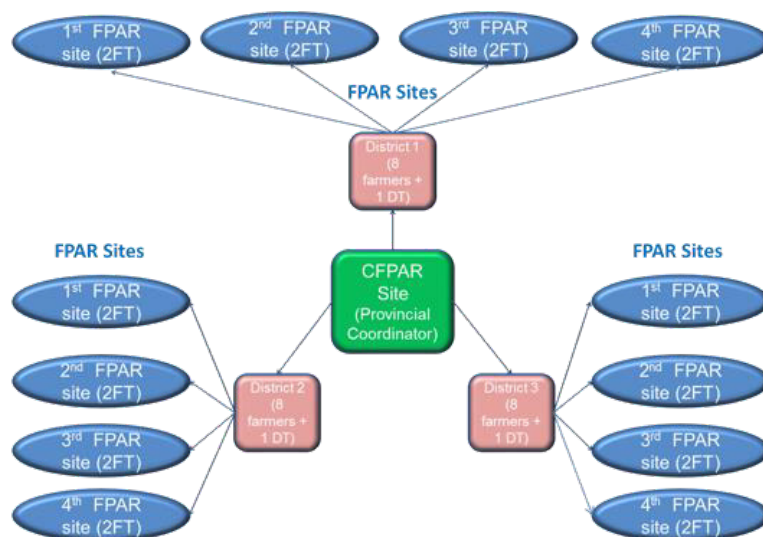 1st FPAR
site (2FT)
2nd FPAR
site (2FT)
3rd FPAR
site (2FT)
4th FPAR
site (2FT)
FPAR Sites
District 1
(8
farmers +
1 DT)
FPAR Sites
CFPAR
Site
(Provincial
Coordinator)
FPAR Sites
1st FPAR
site (2FT)
2nd FPAR
site (2FT)
3rd FPAR
site (2FT)
4th FPAR
site (2FT)
District 2
(8
farmers +
1 DT)
District 3
(8
farmers +
1 DT)
1st FPAR
site (2FT)
2nd FPAR
site (2FT)
3rd FPAR
site (2FT)
4th FPAR
site (2FT)